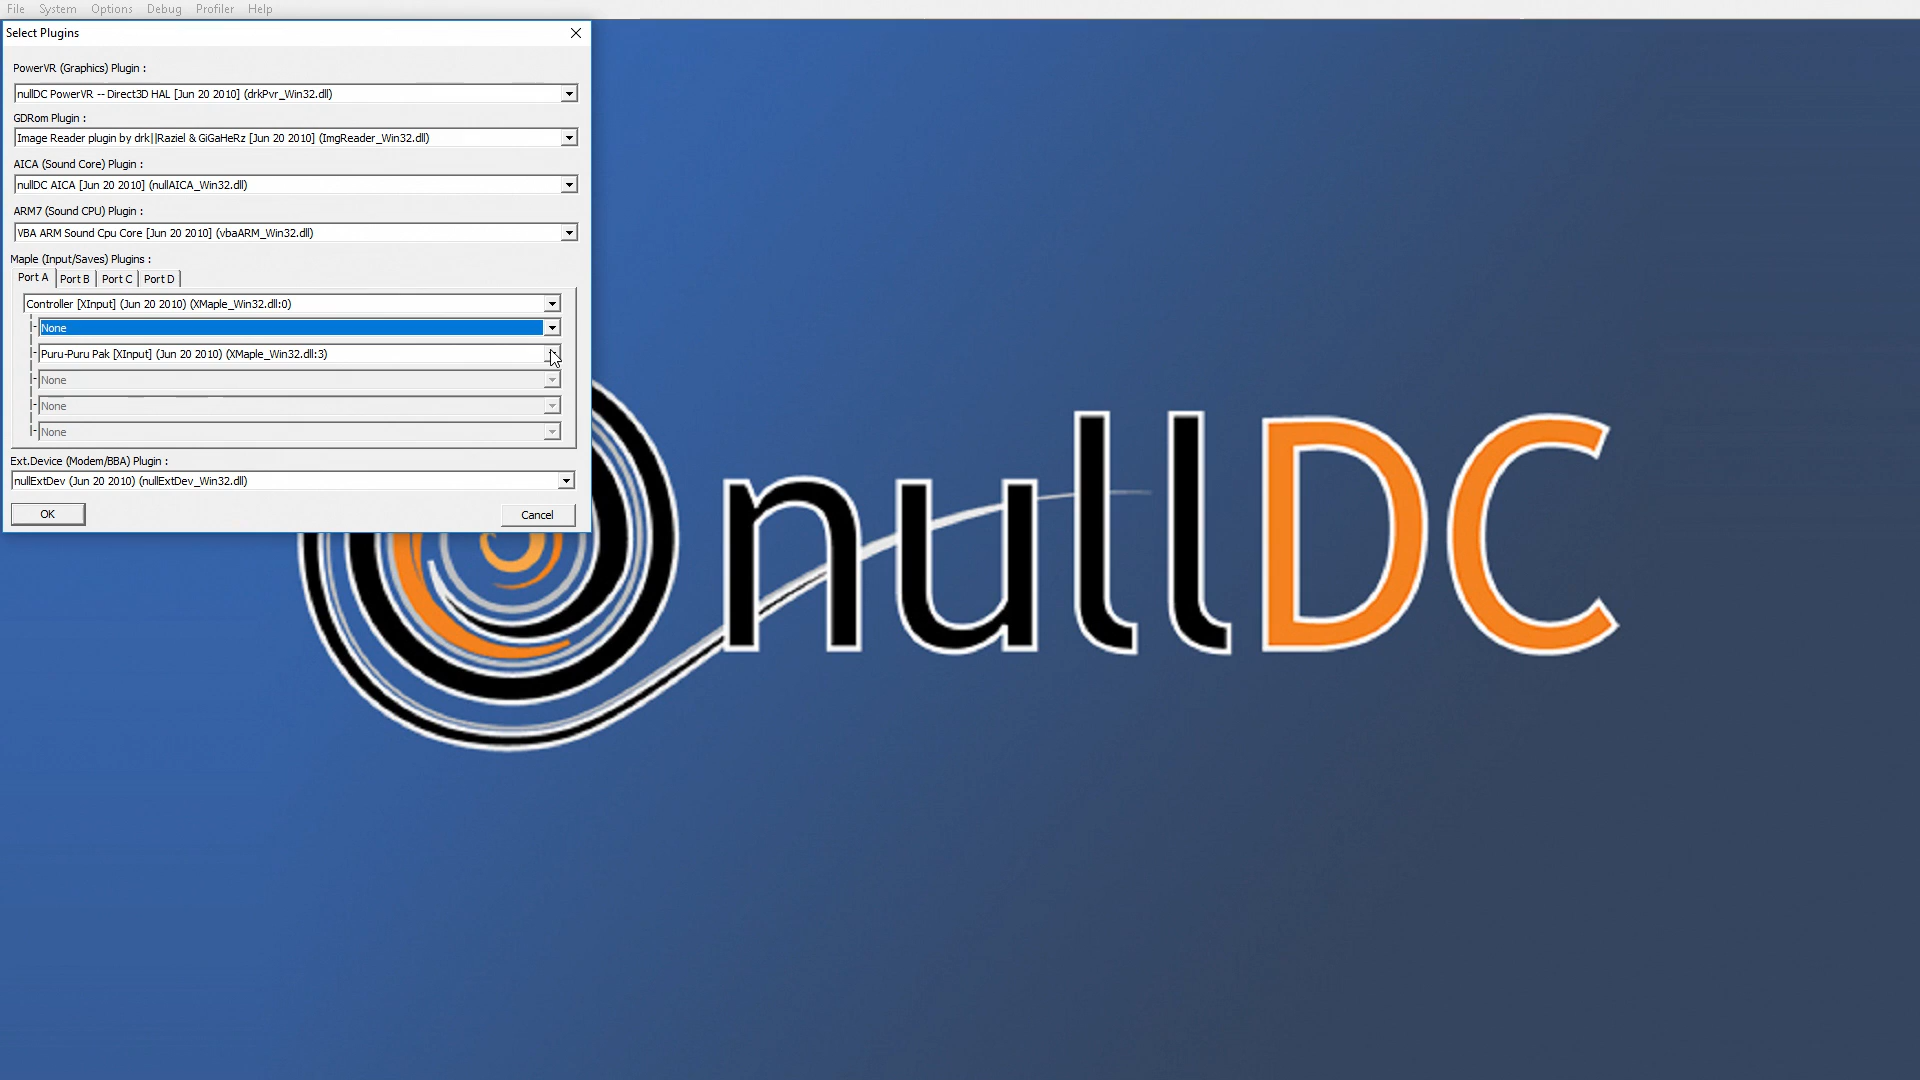 File System Options Debug Profiler Help
Select Plugins
PowerVR (Graphics) Plugin :
nullDC PowerVR -- Direct3D HAL [Jun 20 2010] (drkPvr_Win32.dll)
GDRom Plugin :
Image Reader plugin by drk||Raziel & GiGaHeRz [Jun 20 2010] (ImgReader_Win32.dll)
AICA (Sound Core) Plugin :
nullDC AICA [Jun 20 2010] (nullAICA_Win32.dll)
ARM7 (Sound CPU) Plugin :
VBA ARM Sound Cpu Core [Jun 20 2010] (vbaARM_Win32.dll)
Maple (Input/Saves) Plugins :
Port A Port B Port C Port D
Controller [XInput] (Jun 20 2010) (XMaple_Win32.dll:0)
None
Puru-Puru Pak [XInput] (Jun 20 2010) (XMaple_Win32.dll:3)
None
None
None
Ext.Device (Modem/BBA) Plugin :
nullExtDev (Jun 20 2010) (nullExtDev_Win32.dll)
OK Cancel
nullDC